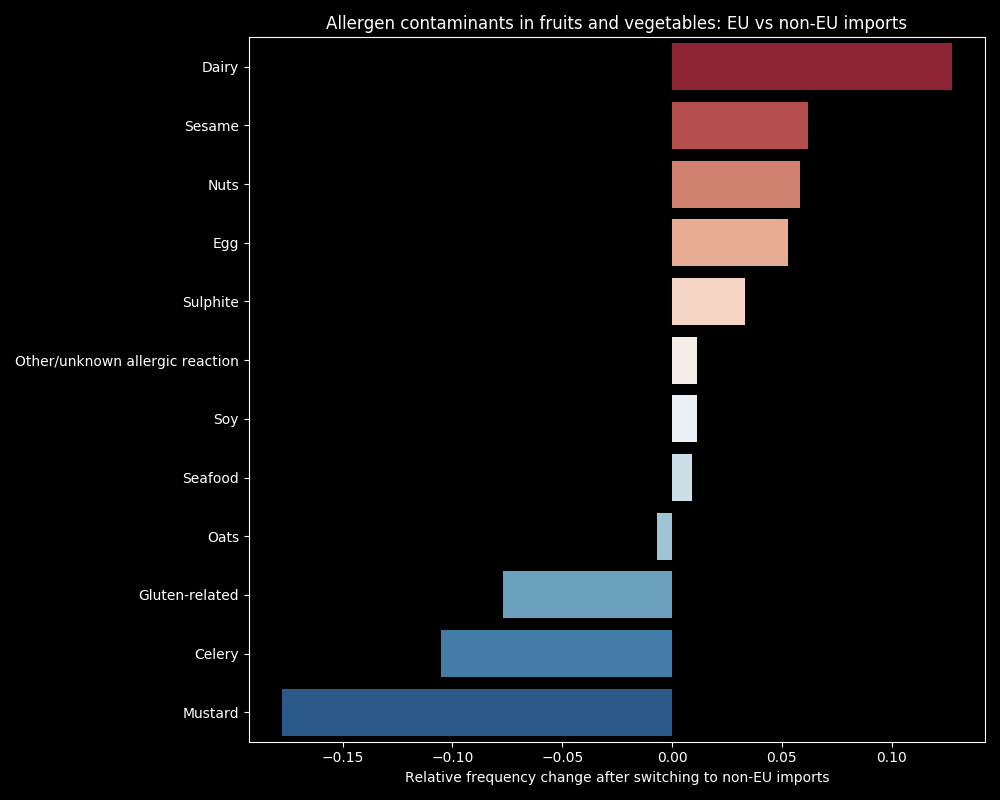 Allergen contaminants in fruits and vegetables: EU vs non-EU imports
Dairy
Sesame
Nuts
Egg
Sulphite
Other/unknown allergic reaction
Soy
Seafood
Oats
Gluten-related
Celery
Mustard
−0.15 −0.10 −0.05 0.00 0.05 0.10
Relative frequency change after switching to non-EU imports